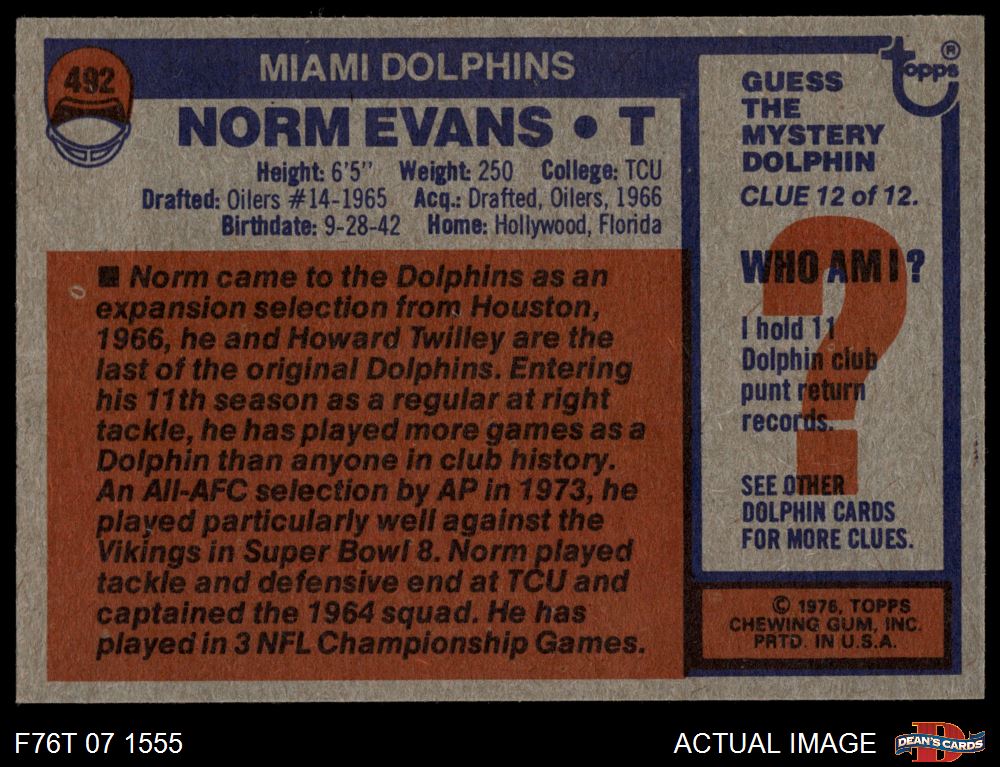 492
MIAMI DOLPHINS
NORM EVANS • T
Height: 6'5" Weight: 250 College: TCU
Drafted: Oilers #14-1965 Acq.: Drafted, Oilers, 1966
Birthdate: 9-28-42 Home: Hollywood, Florida
■ Norm came to the Dolphins as an
expansion selection from Houston,
1966, he and Howard Twilley are the
last of the original Dolphins. Entering
his 11th season as a regular at right
tackle, he has played more games as a
Dolphin than anyone in club history.
An All-AFC selection by AP in 1973, he
played particularly well against the
Vikings in Super Bowl 8. Norm played
tackle and defensive end at TCU and
captained the 1964 squad. He has
played in 3 NFL Championship Games.
topps ®
GUESS
THE
MYSTERY
DOLPHIN
CLUE 12 of 12.
WHO AM I?
I hold 11
Dolphin club
punt return
records.
SEE OTHER
DOLPHIN CARDS
FOR MORE CLUES.
© 1976, TOPPS
CHEWING GUM, INC.
PRTD. IN U.S.A.
F76T 07 1555
ACTUAL IMAGE
D
DEAN'S CARDS